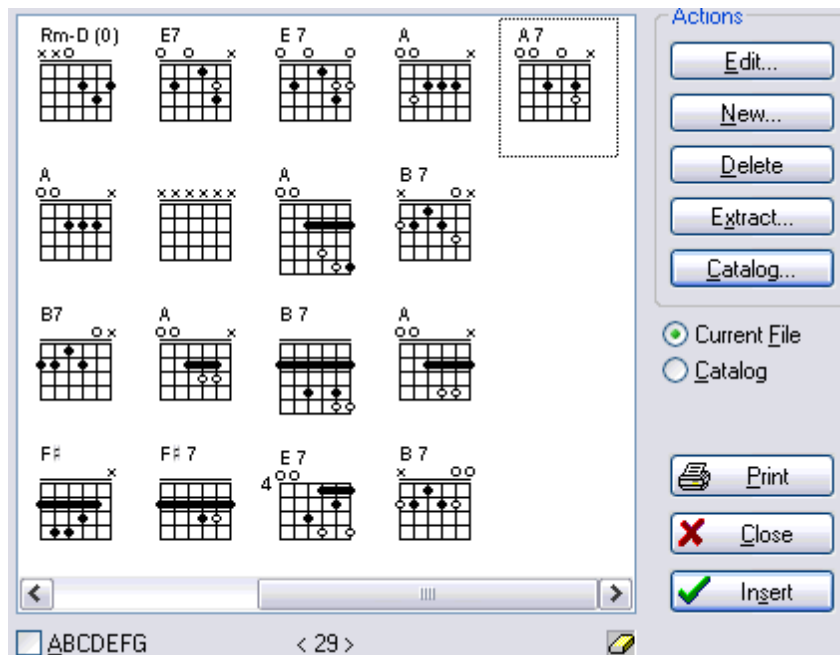 Rm-D (0) E7 E 7 A A 7
x x o o o x o o o o o x o o o x
A A B 7
o o x x x x x x x o o x o x
B7 A B 7 A
o x o o x o o x
F♯ F♯ 7 E 7 B 7
x o o x o o
4
Actions
Edit...
New...
Delete
Extract...
Catalog...
Current File
Catalog
Print
Close
Insert
ABCDEFG < 29 >